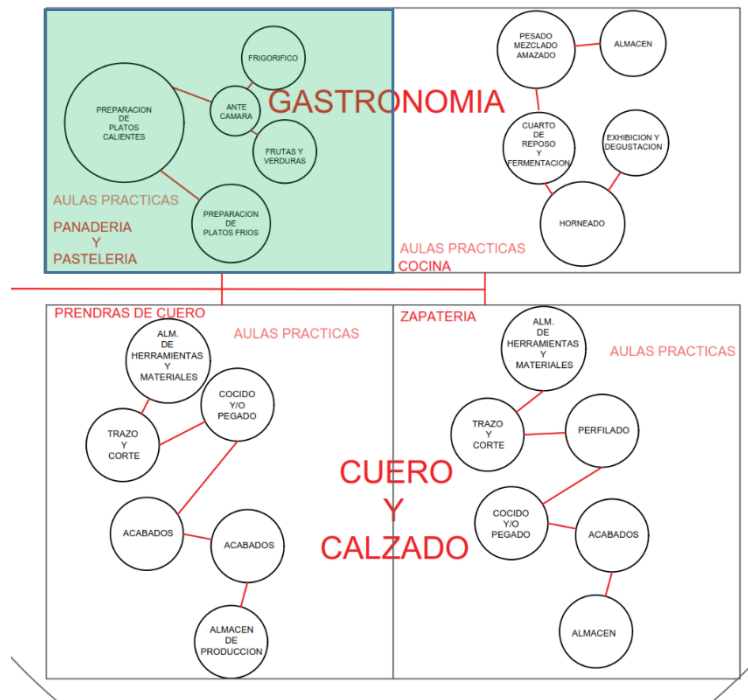 FRIGORIFICO
PREPARACION
DE
PLATOS
CALIENTES
ANTE
CAMARA
FRUTAS Y
VERDURAS
PREPARACION
DE
PLATOS FRIOS
AULAS PRACTICAS
PANADERIA
Y
PASTELERIA
GASTRONOMIA
PESADO
MEZCLADO
AMAZADO
ALMACEN
CUARTO
DE
REPOSO
Y
FERMENTACION
EXHIBICION Y
DEGUSTACION
HORNEADO
AULAS PRACTICAS
COCINA
PRENDRAS DE CUERO
AULAS PRACTICAS
ALM.
DE
HERRAMIENTAS
Y
MATERIALES
COCIDO
Y/O
PEGADO
TRAZO
Y
CORTE
ACABADOS
ACABADOS
ALMACEN
DE
PRODUCCION
CUERO
Y
CALZADO
ZAPATERIA
AULAS PRACTICAS
ALM.
DE
HERRAMIENTAS
Y
MATERIALES
TRAZO
Y
CORTE
PERFILADO
COCIDO
Y/O
PEGADO
ACABADOS
ALMACEN